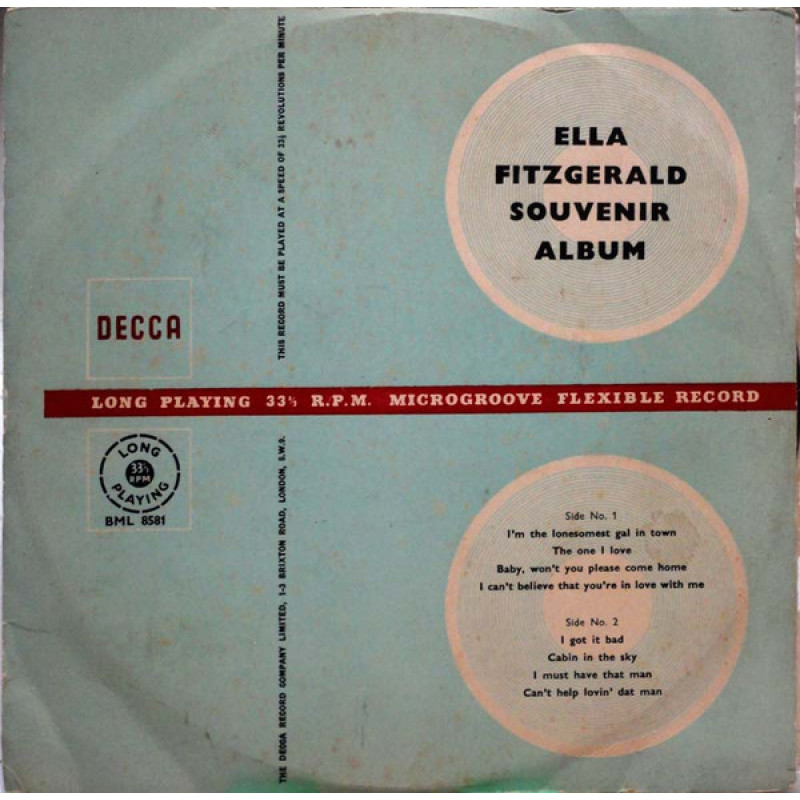 ELLA
FITZGERALD
SOUVENIR
ALBUM
THIS RECORD MUST BE PLAYED AT A SPEED OF 33⅓ REVOLUTIONS PER MINUTE
DECCA
LONG PLAYING 33⅓ R.P.M. MICROGROOVE FLEXIBLE RECORD
LONG
33⅓
RPM
PLAYING
BML 8581
THE DECCA RECORD COMPANY LIMITED, 1-3 BRIXTON ROAD, LONDON, S.W.9.
Side No. 1
I'm the lonesomest gal in town
The one I love
Baby, won't you please come home
I can't believe that you're in love with me
Side No. 2
I got it bad
Cabin in the sky
I must have that man
Can't help lovin' dat man